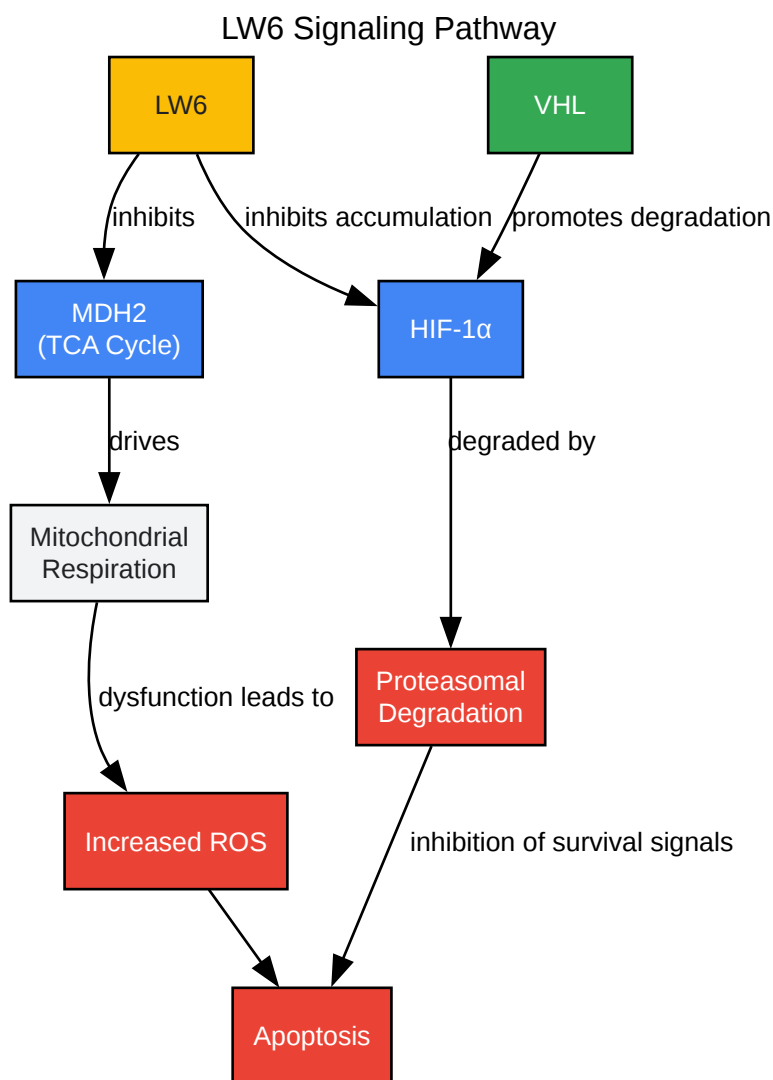 LW6 Signaling Pathway
LW6
VHL
inhibits
inhibits accumulation
promotes degradation
MDH2
(TCA Cycle)
HIF-1α
drives
degraded by
Mitochondrial
Respiration
dysfunction leads to
Proteasomal
Degradation
Increased ROS
inhibition of survival signals
Apoptosis